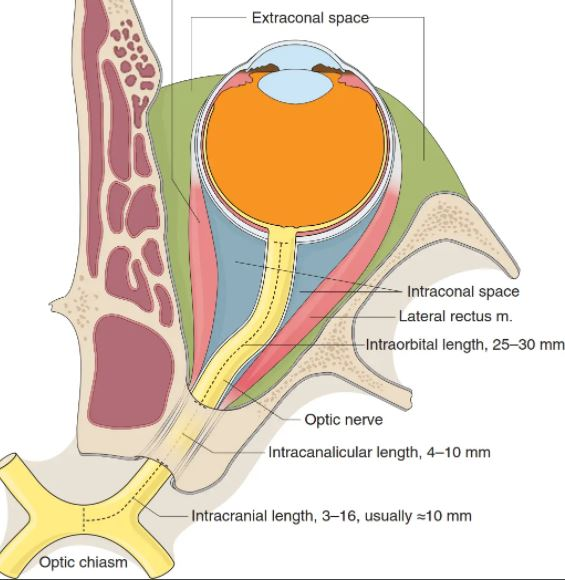 Extraconal space
Intraconal space
Lateral rectus m.
Intraorbital length, 25–30 mm
Optic nerve
Intracanalicular length, 4–10 mm
Intracranial length, 3–16, usually ≈10 mm
Optic chiasm